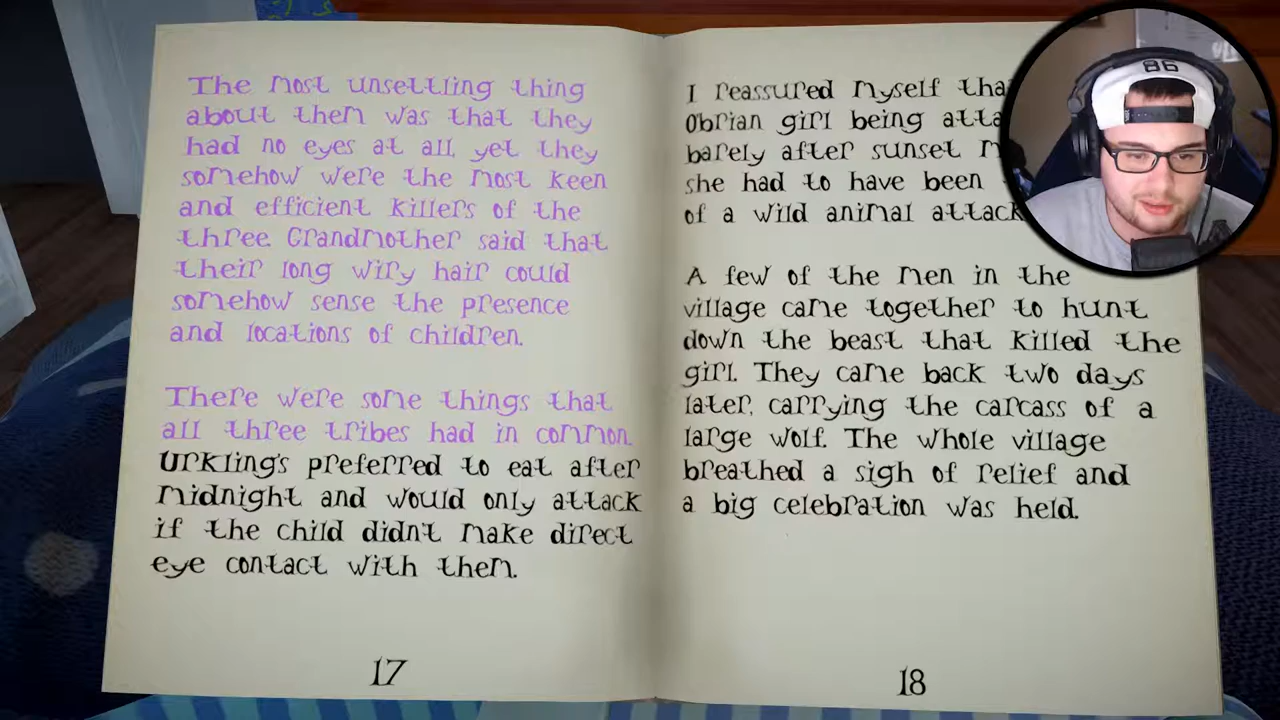 The most unsettling thing
about them was that they
had no eyes at all, yet they
somehow were the most keen
and efficient killers of the
three. Grandmother said that
their long wiry hair could
somehow sense the presence
and locations of children.
There were some things that
all three tribes had in common.
Urkling's preferred to eat after
midnight and would only attack
if the child didn't make direct
eye contact with them.
17
I reassured myself
Obrian girl being
barely after sunset
she had to have been
of a wild animal attack
A few of the men in the
village came together to hunt
down the beast that killed the
girl. They came back two days
later, carrying the carcass of a
large wolf. The whole village
breathed a sigh of relief and
a big celebration was held.
18
86